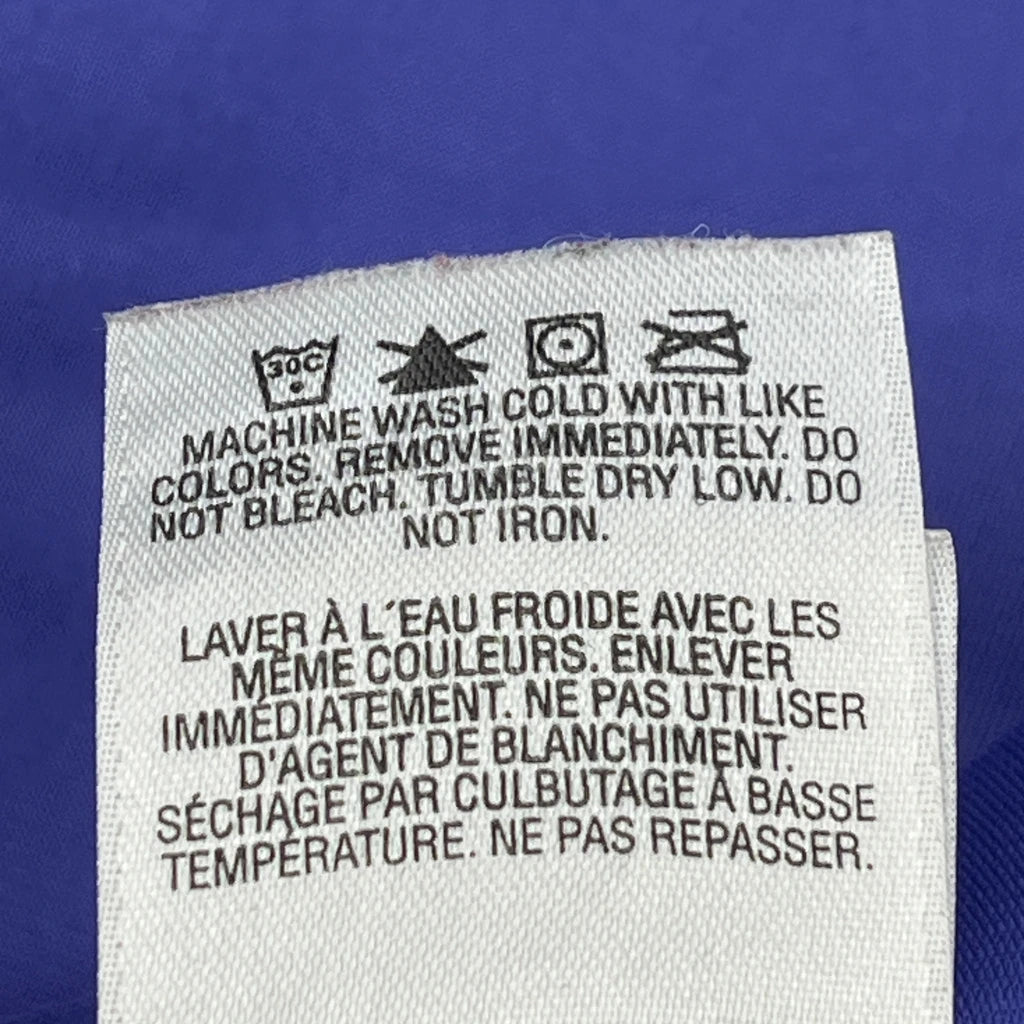 30C
MACHINE WASH COLD WITH LIKE
COLORS. REMOVE IMMEDIATELY. DO
NOT BLEACH. TUMBLE DRY LOW. DO
NOT IRON.
LAVER À L´EAU FROIDE AVEC LES
MÊME COULEURS. ENLEVER
IMMÉDIATEMENT. NE PAS UTILISER
D'AGENT DE BLANCHIMENT.
SÉCHAGE PAR CULBUTAGE À BASSE
TEMPÉRATURE. NE PAS REPASSER.